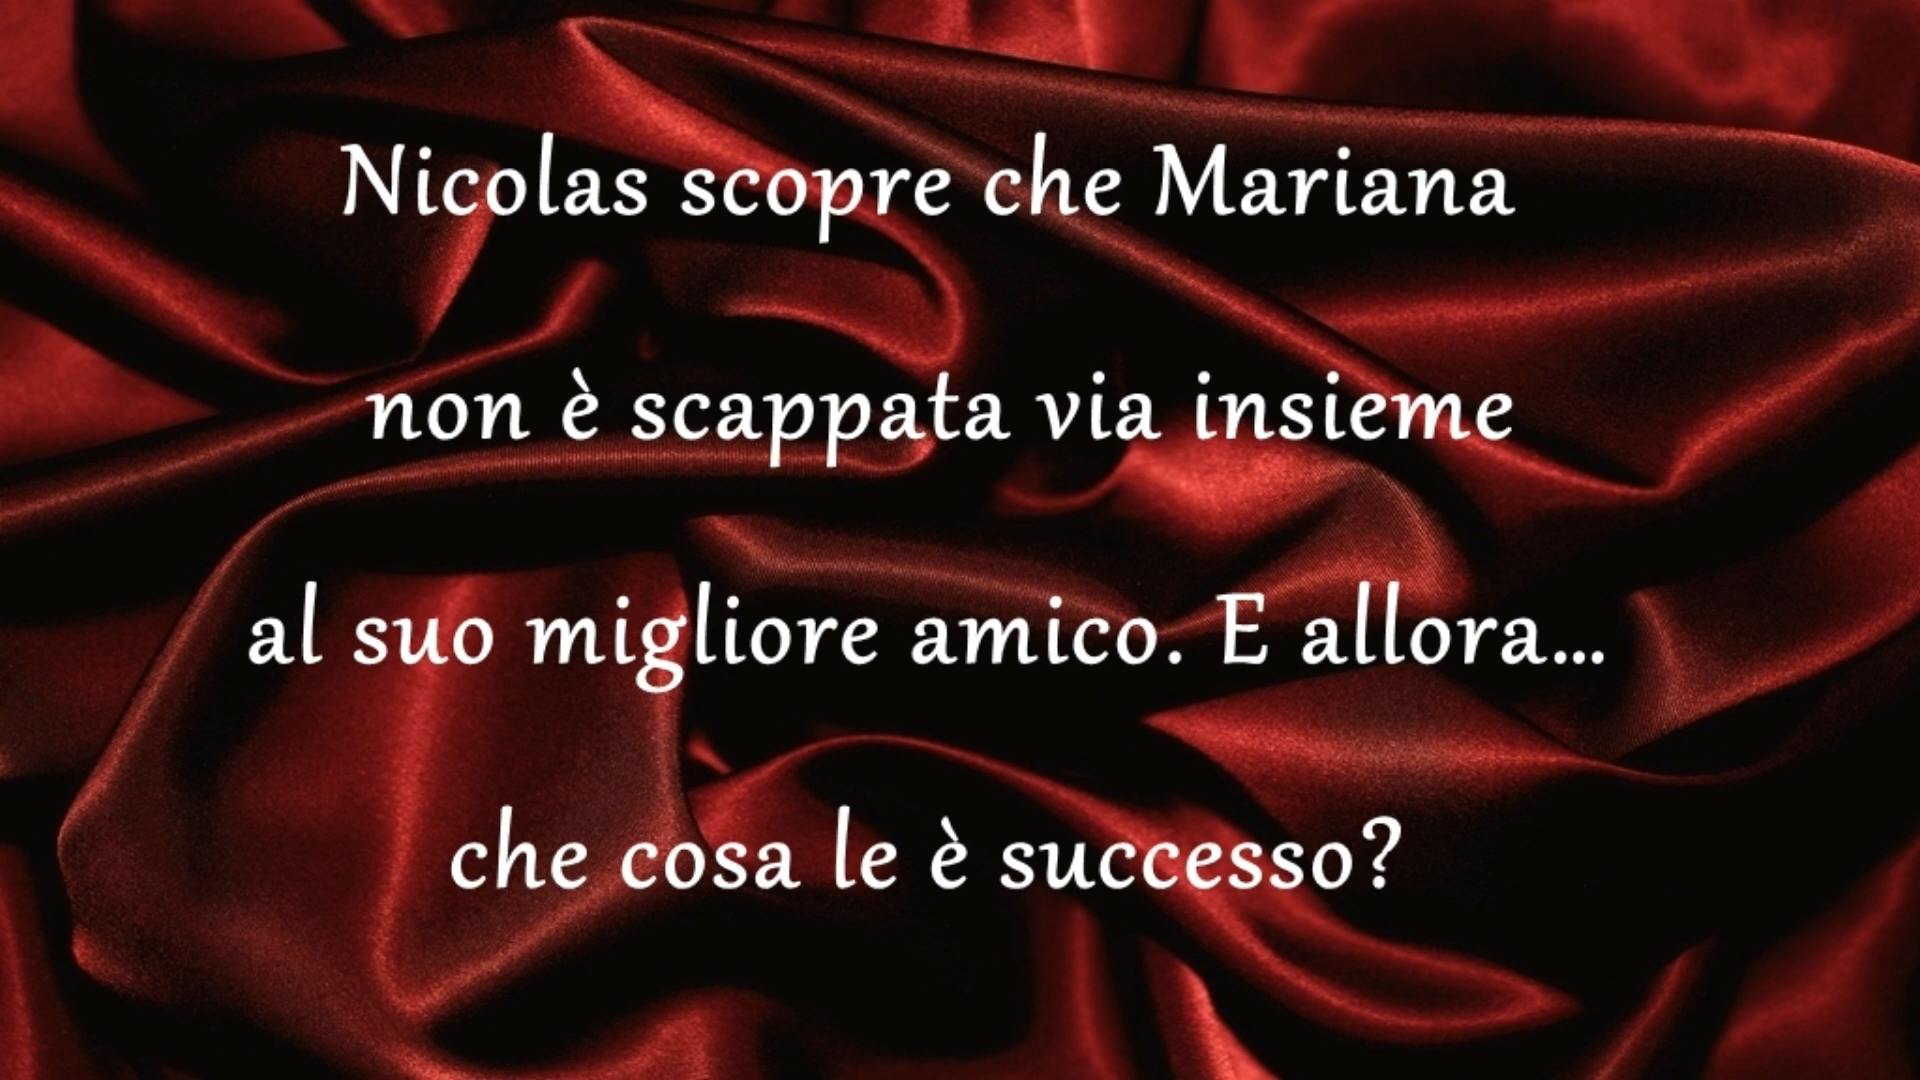 Nicolas scopre che Mariana
non è scappata via insieme
al suo migliore amico. E allora...
che cosa le è successo?